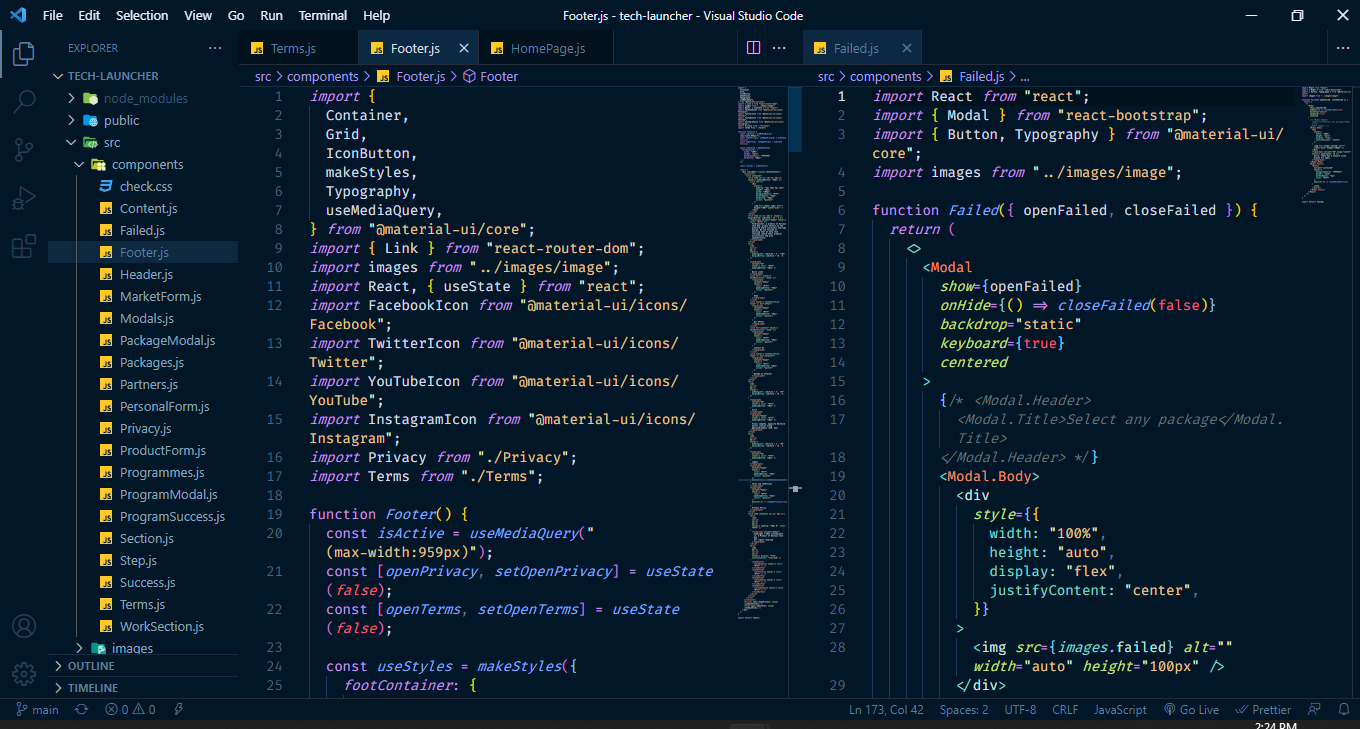 File Edit Selection View Go Run Terminal Help Footer.js - tech-launcher - Visual Studio Code
EXPLORER
TECH-LAUNCHER
node_modules
public
src
components
check.css
Content.js
Failed.js
Footer.js
Header.js
MarketForm.js
Modals.js
PackageModal.js
Packages.js
Partners.js
PersonalForm.js
Privacy.js
ProductForm.js
Programmes.js
ProgramModal.js
ProgramSuccess.js
Section.js
Step.js
Success.js
Terms.js
WorkSection.js
images
OUTLINE
TIMELINE
JS Terms.js JS Footer.js JS HomePage.js
src > components > JS Footer.js > Footer
1 import {
2 Container,
3 Grid,
4 IconButton,
5 makeStyles,
6 Typography,
7 useMediaQuery,
8 } from "@material-ui/core";
9 import { Link } from "react-router-dom";
10 import images from "../images/image";
11 import React, { useState } from "react";
12 import FacebookIcon from "@material-ui/icons/
Facebook";
13 import TwitterIcon from "@material-ui/icons/
Twitter";
14 import YouTubeIcon from "@material-ui/icons/
YouTube";
15 import InstagramIcon from "@material-ui/icons/
Instagram";
16 import Privacy from "./Privacy";
17 import Terms from "./Terms";
18
19 function Footer() {
20 const isActive = useMediaQuery("
(max-width:959px)");
21 const [openPrivacy, setOpenPrivacy] = useState
(false);
22 const [openTerms, setOpenTerms] = useState
(false);
23
24 const useStyles = makeStyles({
25 footContainer: {
JS Failed.js
src > components > JS Failed.js > ...
1 import React from "react";
2 import { Modal } from "react-bootstrap";
3 import { Button, Typography } from "@material-ui/
core";
4 import images from "../images/image";
5
6 function Failed({ openFailed, closeFailed }) {
7 return (
8 <>
9 <Modal
10 show={openFailed}
11 onHide={() => closeFailed(false)}
12 backdrop="static"
13 keyboard={true}
14 centered
15 >
16 {/* <Modal.Header>
17 <Modal.Title>Select any package</Modal.
Title>
18 </Modal.Header> */}
19 <Modal.Body>
20 <div
21 style={{
22 width: "100%",
23 height: "auto",
24 display: "flex",
25 justifyContent: "center",
26 }}
27 >
28 <img src={images.failed} alt=""
width="auto" height="100px" />
29 </div>
main 0 0 Ln 173, Col 42 Spaces: 2 UTF-8 CRLF JavaScript Go Live Prettier
2:24 PM